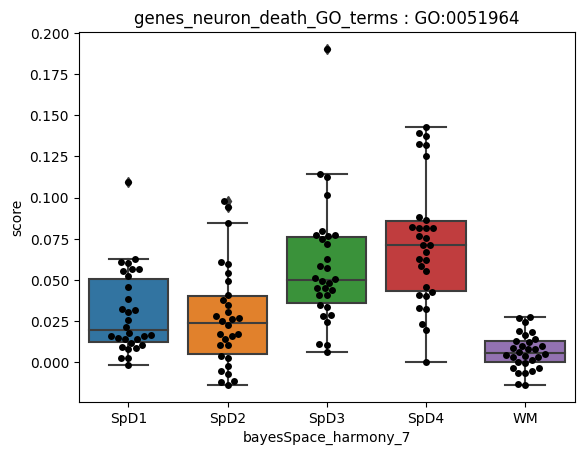 genes_neuron_death_GO_terms : GO:0051964
0.200
0.175
0.150
0.125
0.100
0.075
0.050
0.025
0.000
score
SpD1 SpD2 SpD3 SpD4 WM
bayesSpace_harmony_7